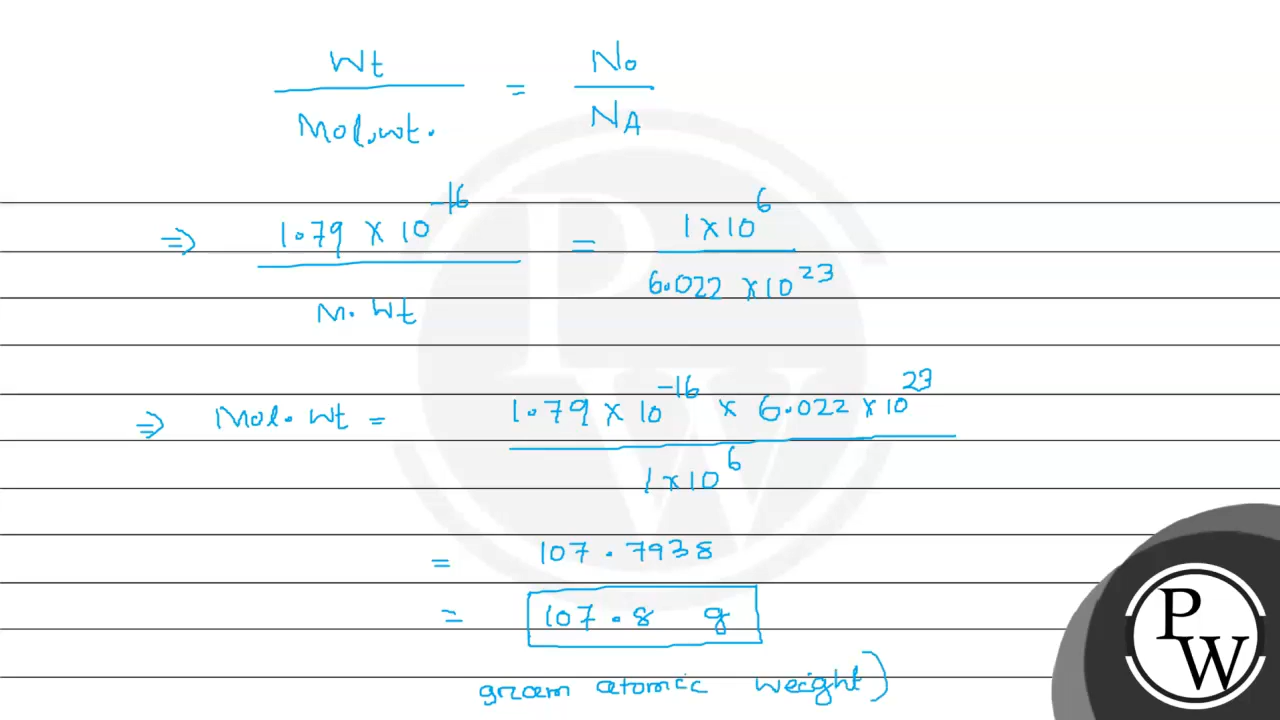 Wt / Mol.wt. = No / NA
⇒ 1.79 × 10^-16 / M. Wt = 1 × 10^6 / 6.022 × 10^23
⇒ Mol. Wt = 1.79 × 10^-16 × 6.022 × 10^23 / 1 × 10^6
= 107.7938
= 107.8 g
gram atomic weight)
PW
PW